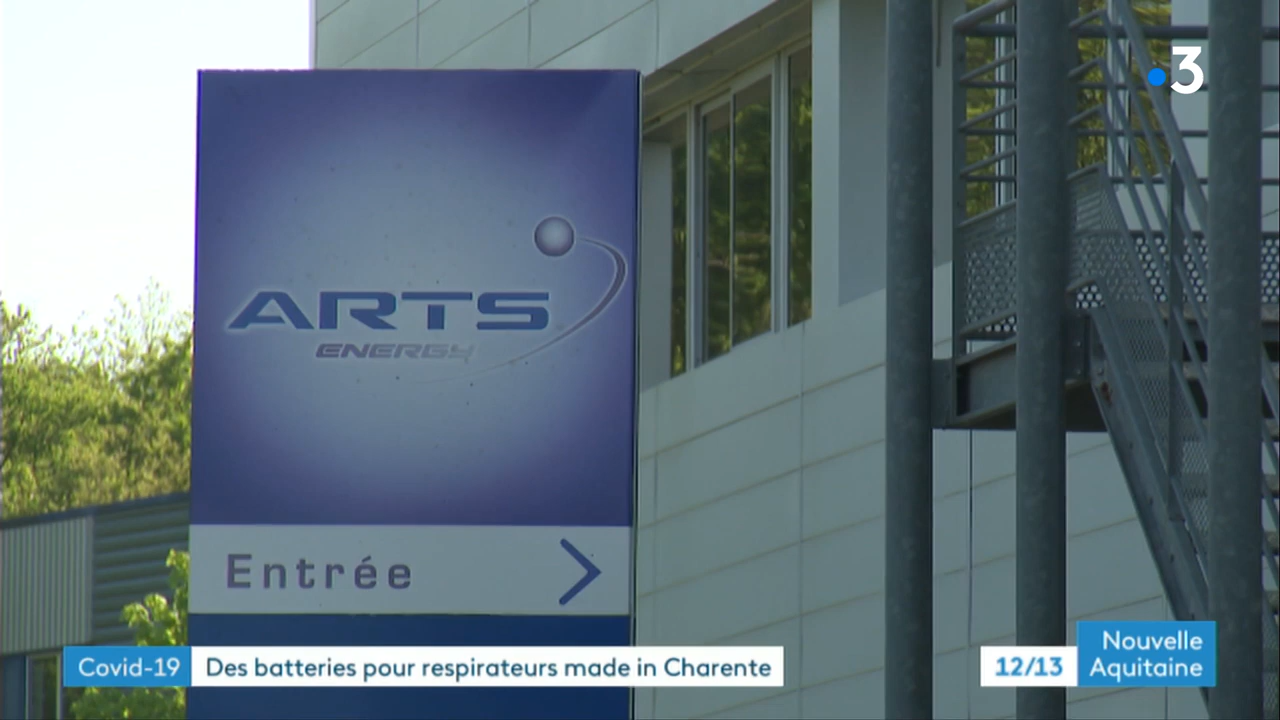 3
ARTS
ENERGY
Entrée
Covid-19 Des batteries pour respirateurs made in Charente
12/13
Nouvelle
Aquitaine